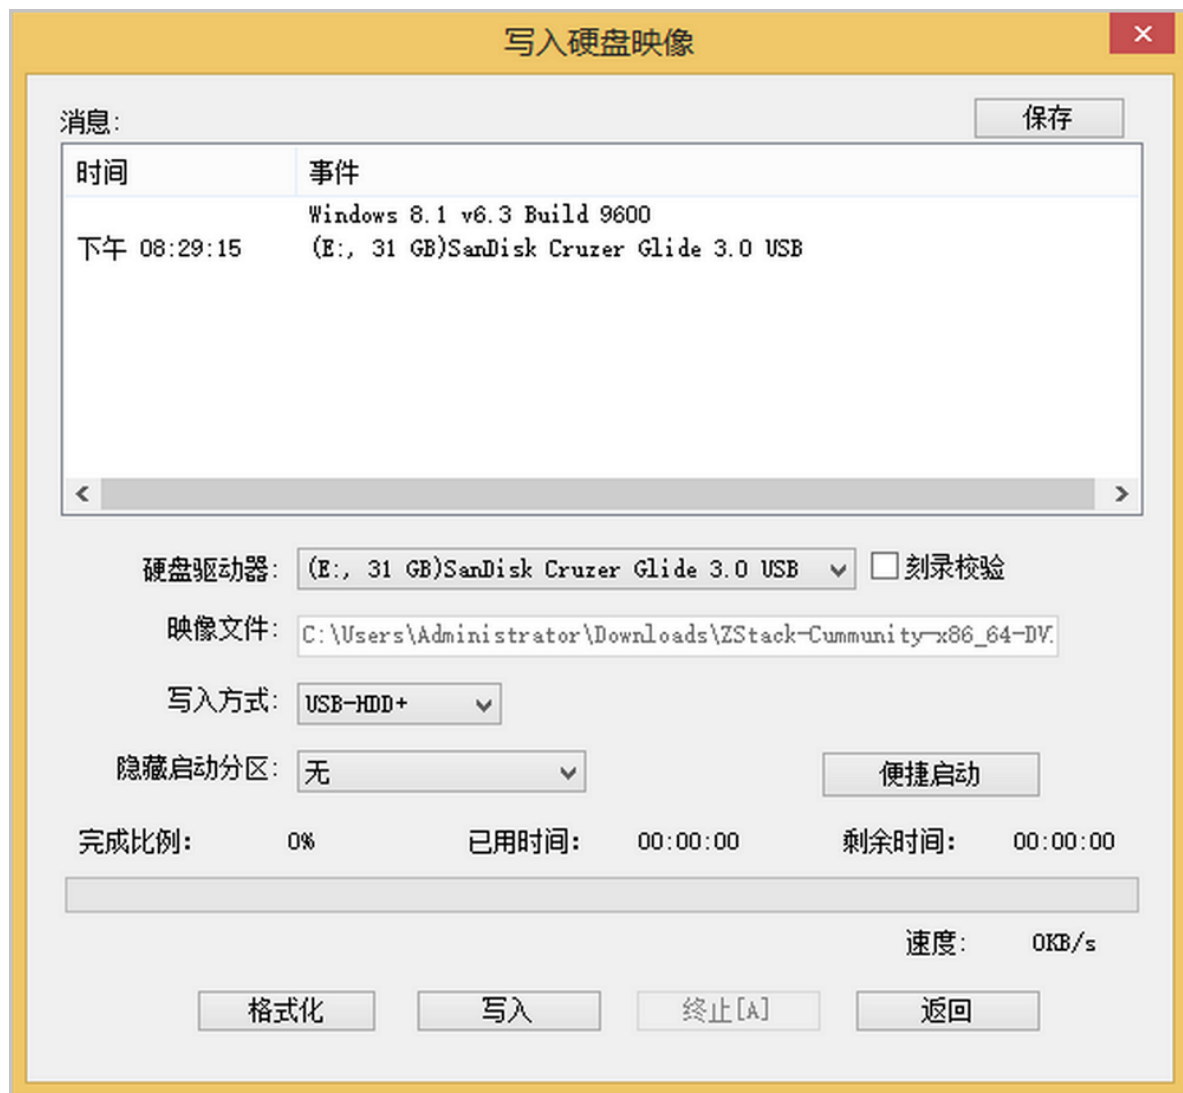 写入硬盘映像
消息:
保存
时间 事件
Windows 8.1 v6.3 Build 9600
下午 08:29:15 (E:, 31 GB)SanDisk Cruzer Glide 3.0 USB
硬盘驱动器: (E:, 31 GB)SanDisk Cruzer Glide 3.0 USB 刻录校验
映像文件: C:\Users\Administrator\Downloads\ZStack-Cummunity-x86_64-DV
写入方式: USB-HDD+
隐藏启动分区: 无 便捷启动
完成比例: 0% 已用时间: 00:00:00 剩余时间: 00:00:00
速度: 0KB/s
格式化 写入 终止[A] 返回